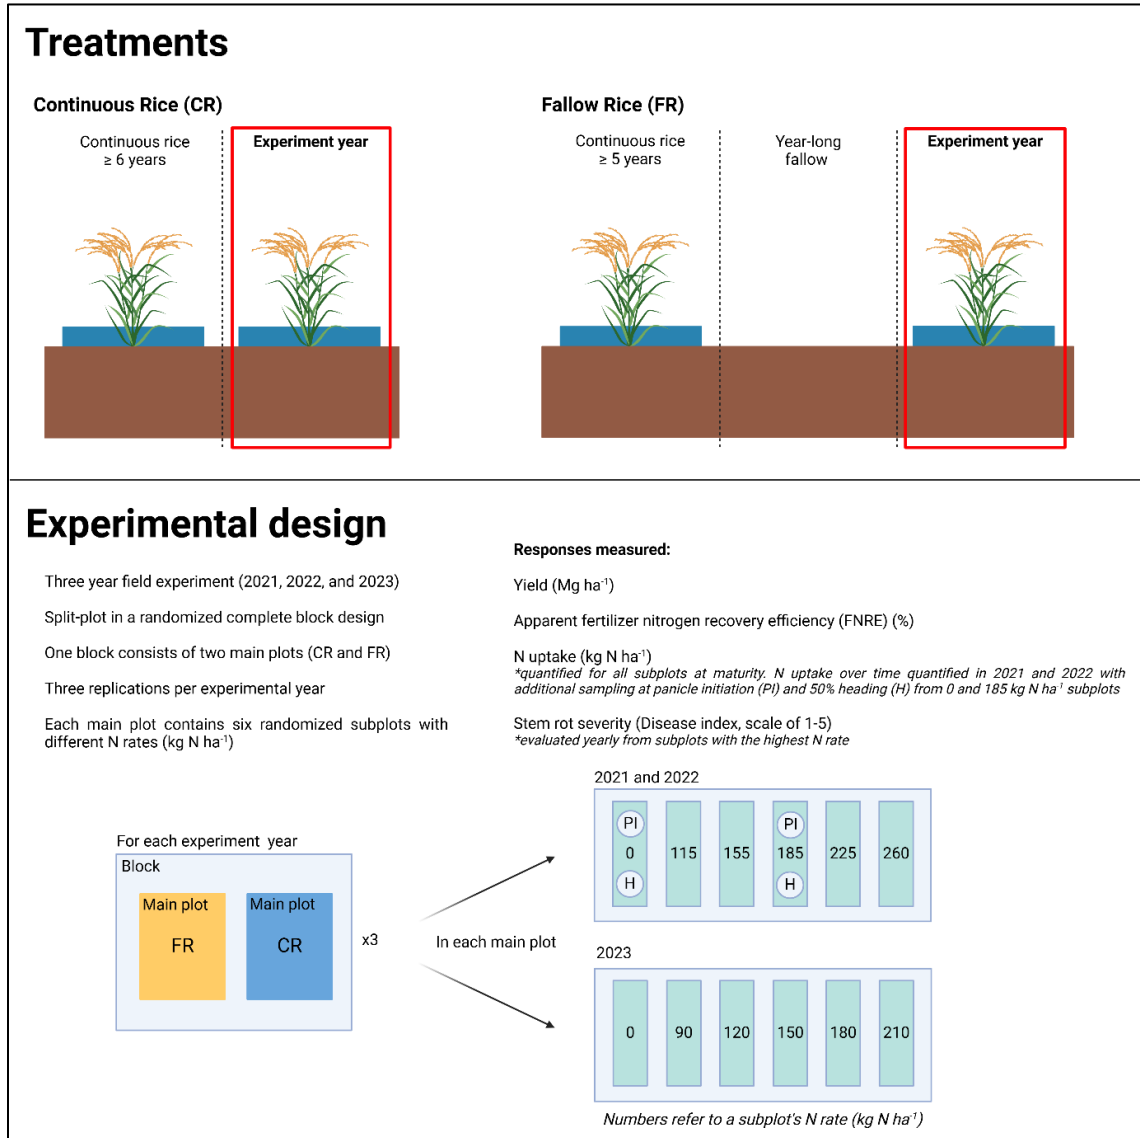 Treatments
Continuous Rice (CR)
Continuous rice
≥ 6 years
Experiment year
Fallow Rice (FR)
Continuous rice
≥ 5 years
Year-long
fallow
Experiment year
Experimental design
Three year field experiment (2021, 2022, and 2023)
Split-plot in a randomized complete block design
One block consists of two main plots (CR and FR)
Three replications per experimental year
Each main plot contains six randomized subplots with
different N rates (kg N ha⁻¹)
Responses measured:
Yield (Mg ha⁻¹)
Apparent fertilizer nitrogen recovery efficiency (FNRE) (%)
N uptake (kg N ha⁻¹)
*quantified for all subplots at maturity. N uptake over time quantified in 2021 and 2022 with
additional sampling at panicle initiation (PI) and 50% heading (H) from 0 and 185 kg N ha⁻¹ subplots
Stem rot severity (Disease index, scale of 1-5)
*evaluated yearly from subplots with the highest N rate
For each experiment year
Block
Main plot
FR
Main plot
CR
x3
In each main plot
2021 and 2022
PI
PI
0 115 155 185 225 260
H
H
2023
0 90 120 150 180 210
Numbers refer to a subplot's N rate (kg N ha⁻¹)